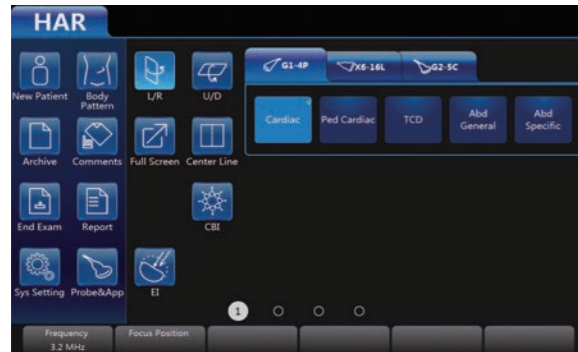 HAR
New Patient
Body
Pattern
L/R
U/D
G1-4P
X6-16L
G2-5C
Cardiac
Ped Cardiac
TCD
Abd
General
Abd
Specific
Archive
Comments
Full Screen
Center Line
End Exam
Report
CBI
Sys Setting
Probe&App
EI
1
Frequency
3.2 MHz
Focus Position